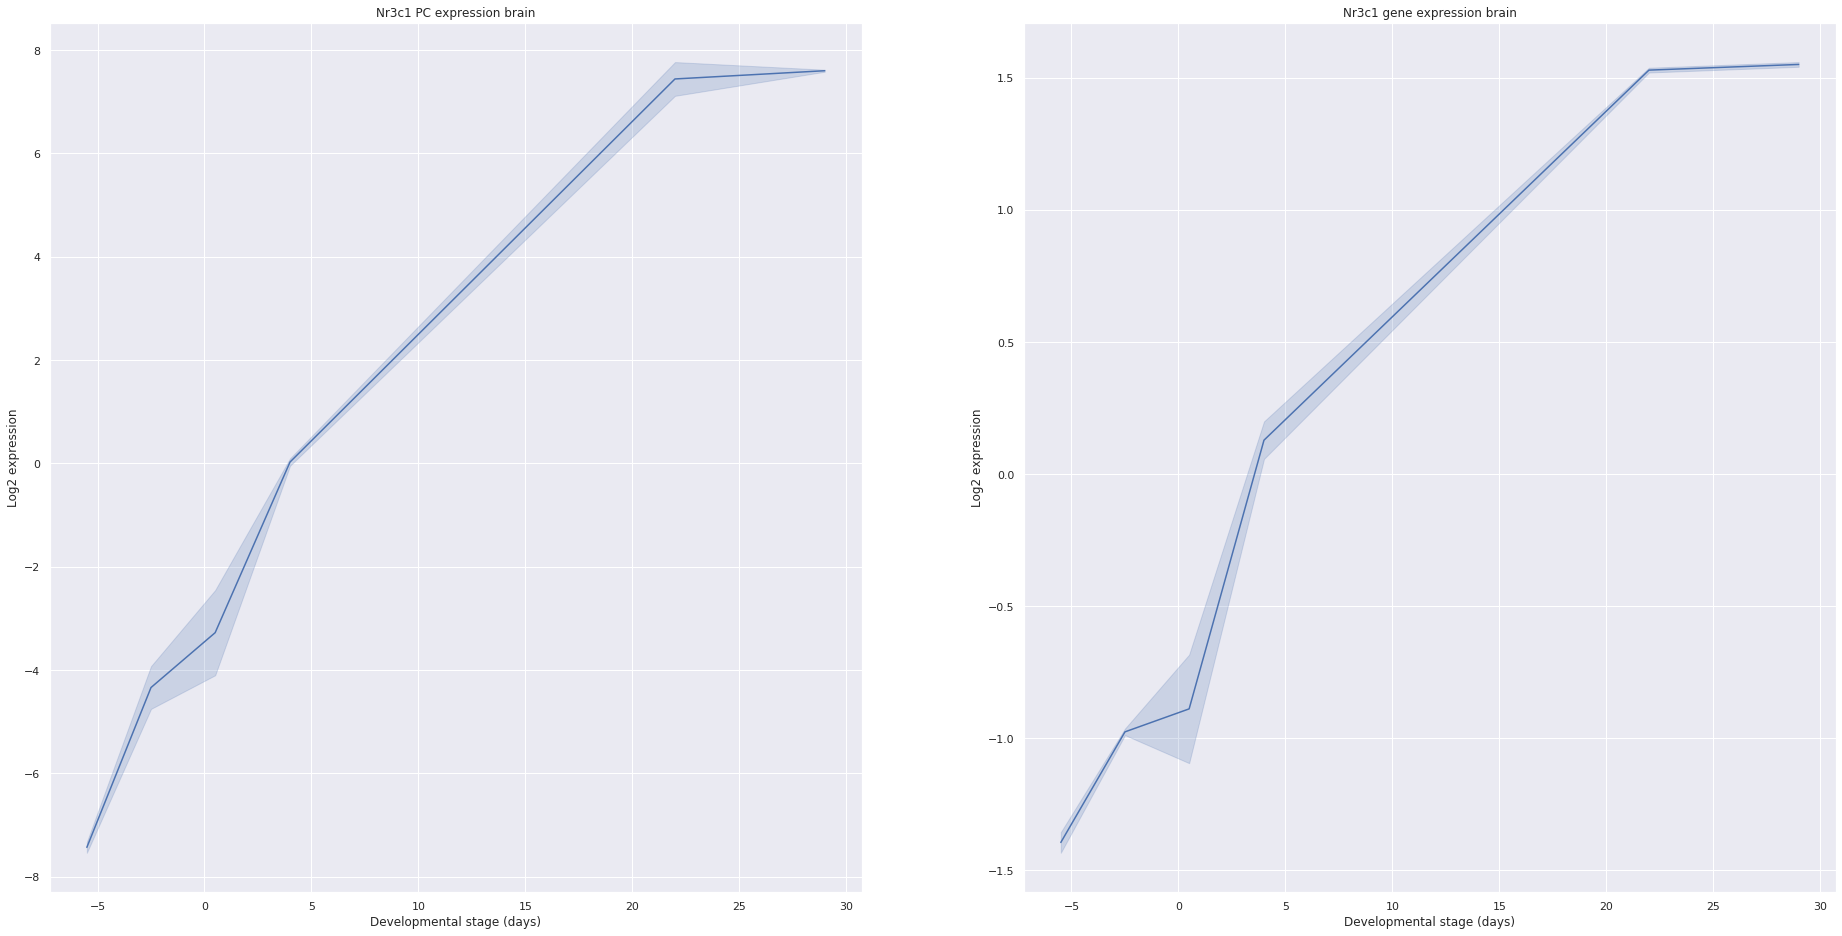 Nr3c1 PC expression brain
8
6
4
2
0
−2
−4
−6
−8
Log2 expression
−5 0 5 10 15 20 25 30
Developmental stage (days)
Nr3c1 gene expression brain
1.5
1.0
0.5
0.0
−0.5
−1.0
−1.5
Log2 expression
−5 0 5 10 15 20 25 30
Developmental stage (days)